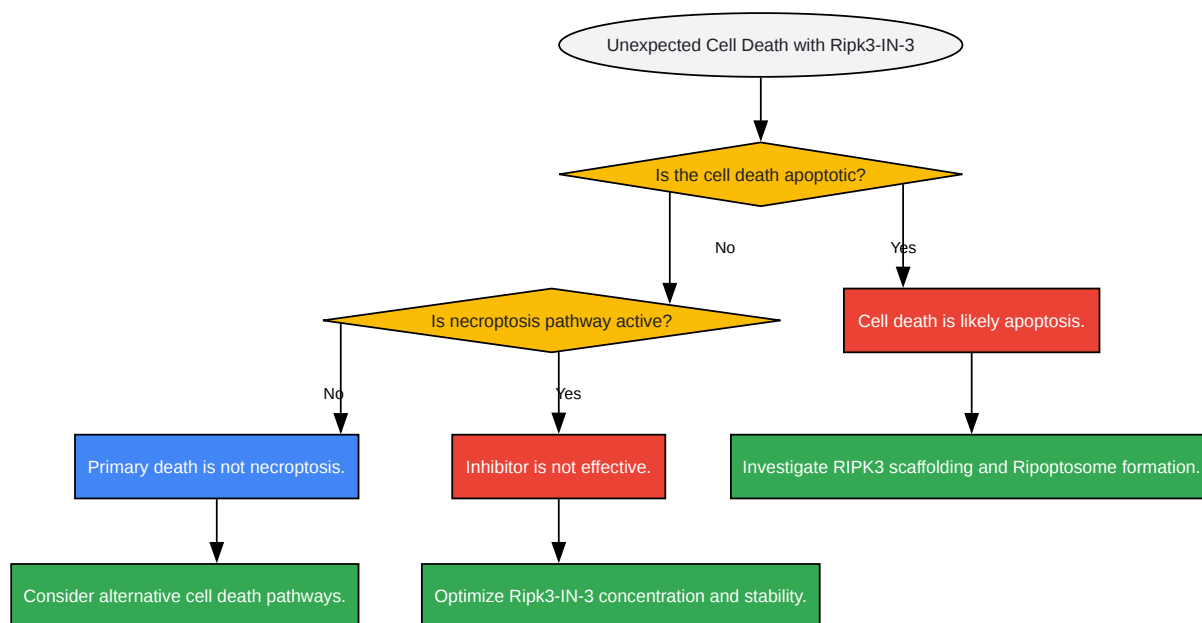 Unexpected Cell Death with Ripk3-IN-3
Is the cell death apoptotic?
No
Yes
Is necroptosis pathway active?
Cell death is likely apoptosis.
No
Yes
Primary death is not necroptosis.
Inhibitor is not effective.
Investigate RIPK3 scaffolding and Ripoptosome formation.
Consider alternative cell death pathways.
Optimize Ripk3-IN-3 concentration and stability.